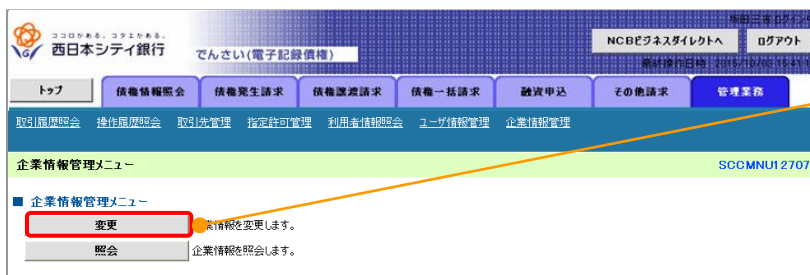 ココロがある。コタエがある。
西日本シティ銀行
でんさい(電子記録債権)
NCBビジネスダイレクトへ
ログアウト
トップ
債権情報照会
債権発生請求
債権譲渡請求
債権一括請求
融資申込
その他請求
管理業務
取引履歴照会
操作履歴照会
取引先管理
指定許可管理
利用者情報照会
ユーザ情報管理
企業情報管理
企業情報管理メニュー
SCCMNU12707
■ 企業情報管理メニュー
変更
業情報を変更します。
照会
企業情報を照会します。